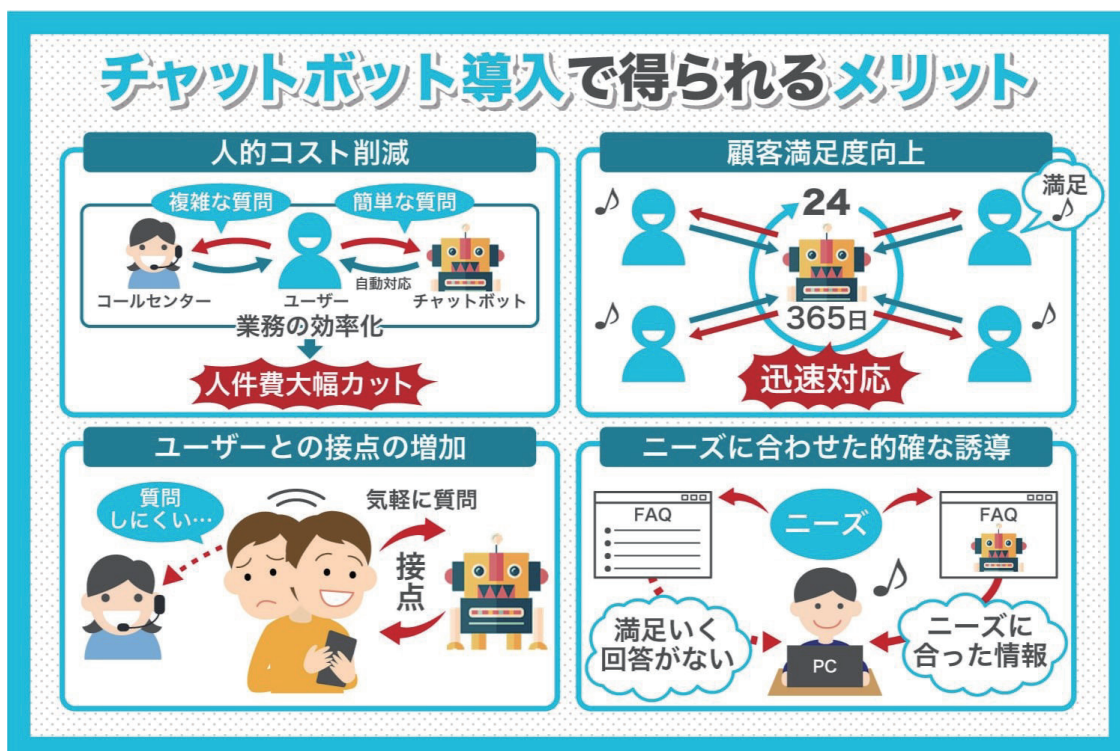 チャットボット導入で得られるメリット
人的コスト削減
複雑な質問
簡単な質問
自動対応
コールセンター
ユーザー
チャットボット
業務の効率化
人件費大幅カット
顧客満足度向上
満足
♪
♪
24
365日
♪
♪
迅速対応
ユーザーとの接点の増加
質問
しにくい…
気軽に質問
接点
ニーズに合わせた的確な誘導
FAQ
ニーズ
FAQ
♪
満足いく
回答がない
PC
ニーズに
合った情報